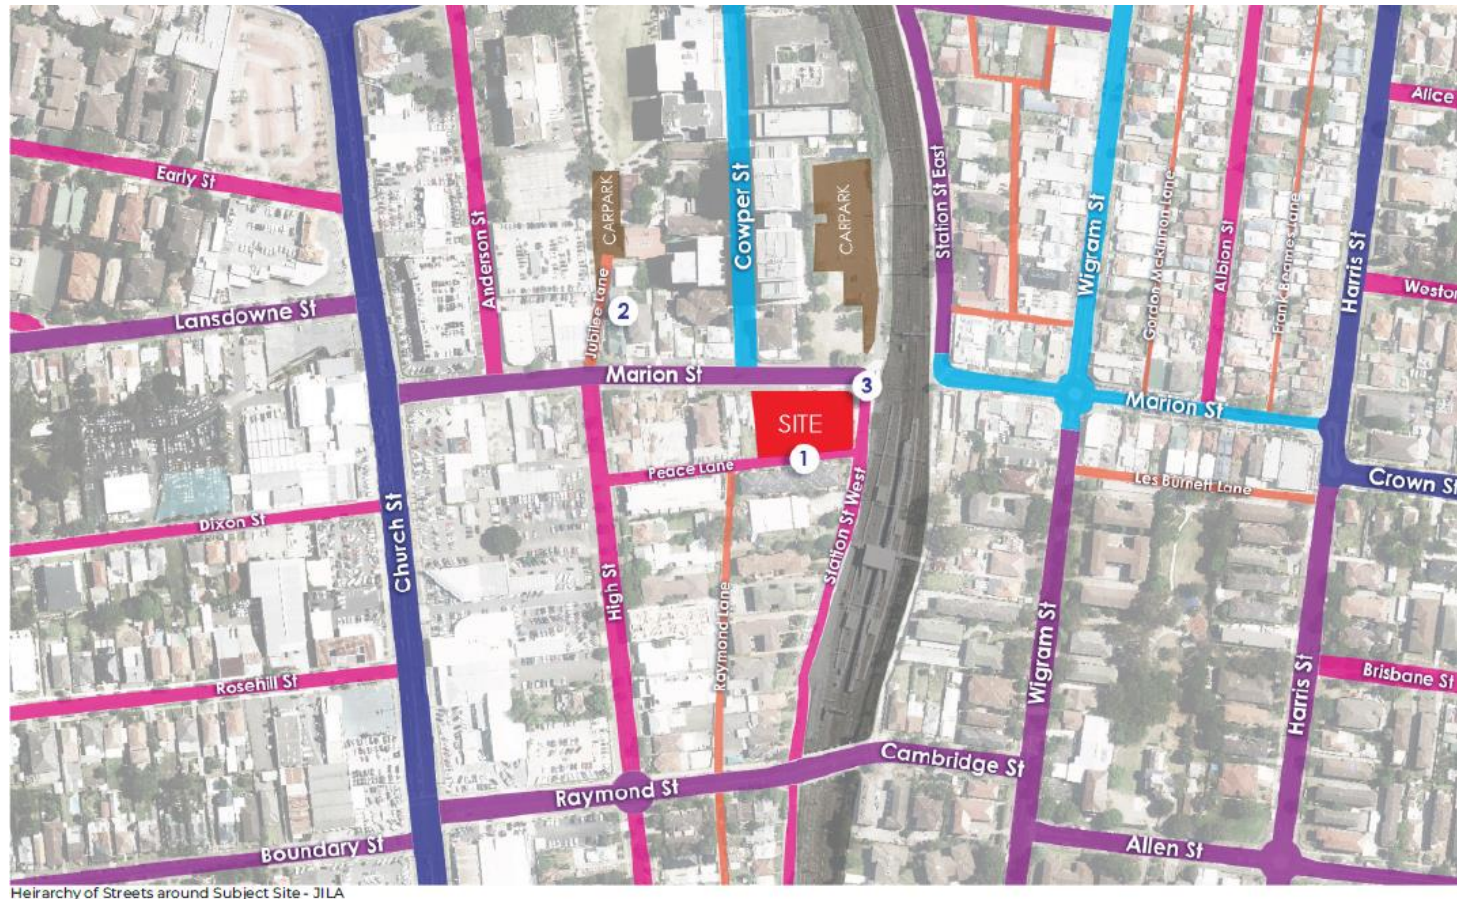 Alice
Early St
CARPARK
Cowper St
CARPARK
Station St East
Wigram St
Gordon McKinnon Lane
Albion St
Frank Beames Lane
Harris St
Weston
Anderson St
Lansdowne St
Jubilee Lane
2
Marion St
3
Marion St
SITE
1
Peace Lane
Les Burnett Lane
Crown St
Dixon St
Church St
High St
Raymond Lane
Station St West
Wigram St
Harris St
Brisbane St
Rosehill St
Cambridge St
Raymond St
Boundary St
Allen St
Heirarchy of Streets around Subject Site - JILA